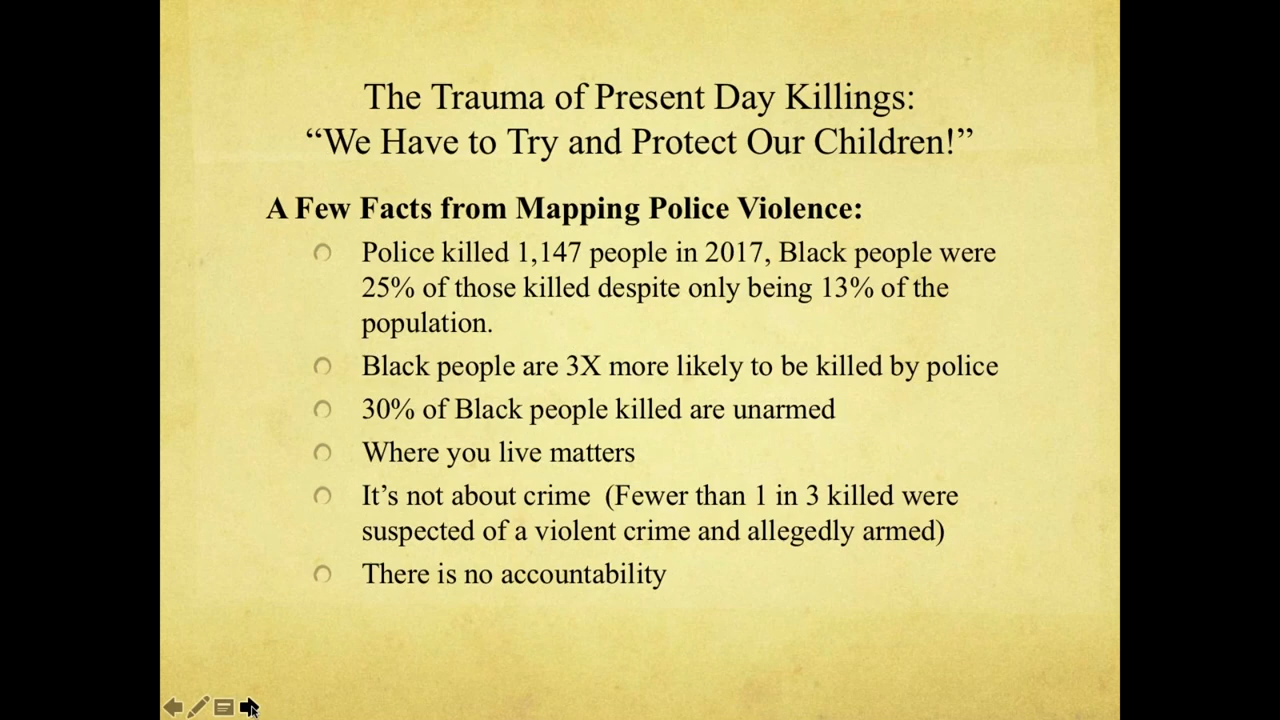 The Trauma of Present Day Killings:
“We Have to Try and Protect Our Children!”
A Few Facts from Mapping Police Violence:
Police killed 1,147 people in 2017, Black people were
25% of those killed despite only being 13% of the
population.
Black people are 3X more likely to be killed by police
30% of Black people killed are unarmed
Where you live matters
It’s not about crime  (Fewer than 1 in 3 killed were
suspected of a violent crime and allegedly armed)
There is no accountability